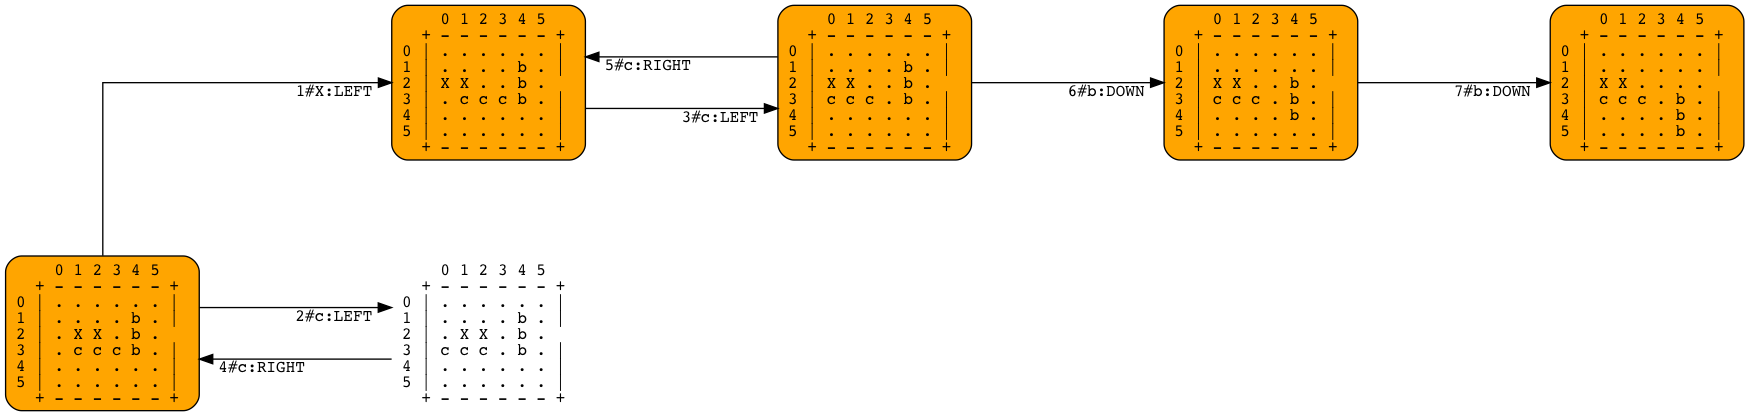 1#X:LEFT
  0 1 2 3 4 5
+ - - - - - - +
0 | . . . . . . |
1 | . . . . b . |
2 | X X . . b .
3 | . c c c b . |
4 | . . . . . . |
5 | . . . . . . |
+ - - - - - - +
5#c:RIGHT
3#c:LEFT
  0 1 2 3 4 5
+ - - - - - - +
0 | . . . . . . |
1 | . . . . b . |
2 | X X . . b .
3 | c c c . b . |
4 | . . . . . . |
5 | . . . . . . |
+ - - - - - - +
6#b:DOWN
  0 1 2 3 4 5
+ - - - - - - +
0 | . . . . . . |
1 | . . . . . . |
2 | X X . . b .
3 | c c c . b . |
4 | . . . . b . |
5 | . . . . . . |
+ - - - - - - +
7#b:DOWN
  0 1 2 3 4 5
+ - - - - - - +
0 | . . . . . . |
1 | . . . . . . |
2 | X X . . . .
3 | c c c . b . |
4 | . . . . b . |
5 | . . . . b . |
+ - - - - - - +
  0 1 2 3 4 5
+ - - - - - - +
0 | . . . . . . |
1 | . . . . b . |
2 | . X X . b .
3 | . c c c b . |
4 | . . . . . . |
5 | . . . . . . |
+ - - - - - - +
2#c:LEFT
4#c:RIGHT
  0 1 2 3 4 5
+ - - - - - - +
0 | . . . . . . |
1 | . . . . b . |
2 | . X X . b .
3 | c c c . b . |
4 | . . . . . . |
5 | . . . . . . |
+ - - - - - - +